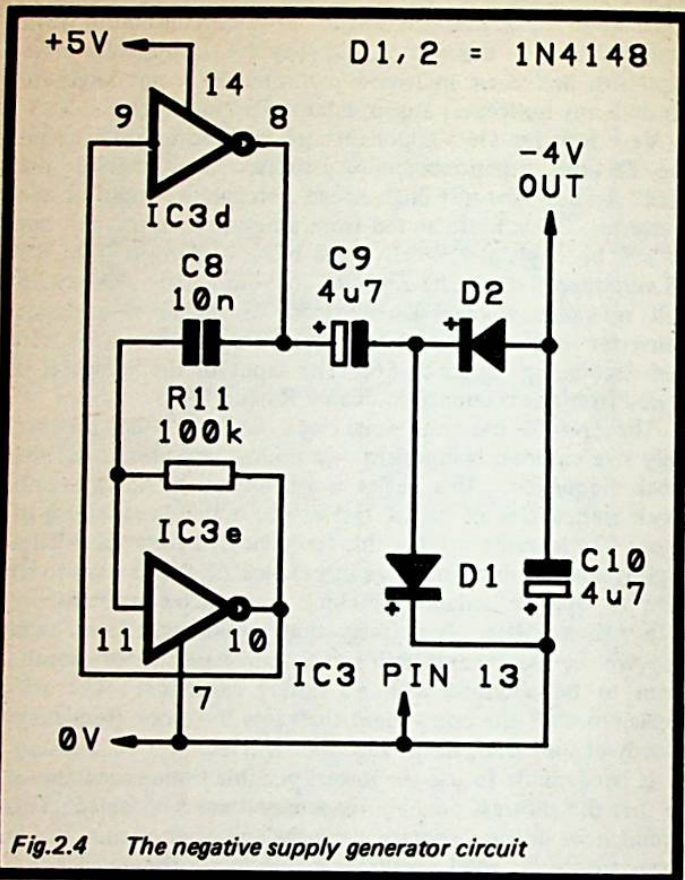 +5V
D1,2 = 1N4148
14
9
8
IC3d
-4V
OUT
C8
10n
C9
4u7
+
D2
+
R11
100k
IC3e
D1
+
C10
4u7
+
11
10
7
IC3 PIN 13
0V
Fig.2.4 The negative supply generator circuit